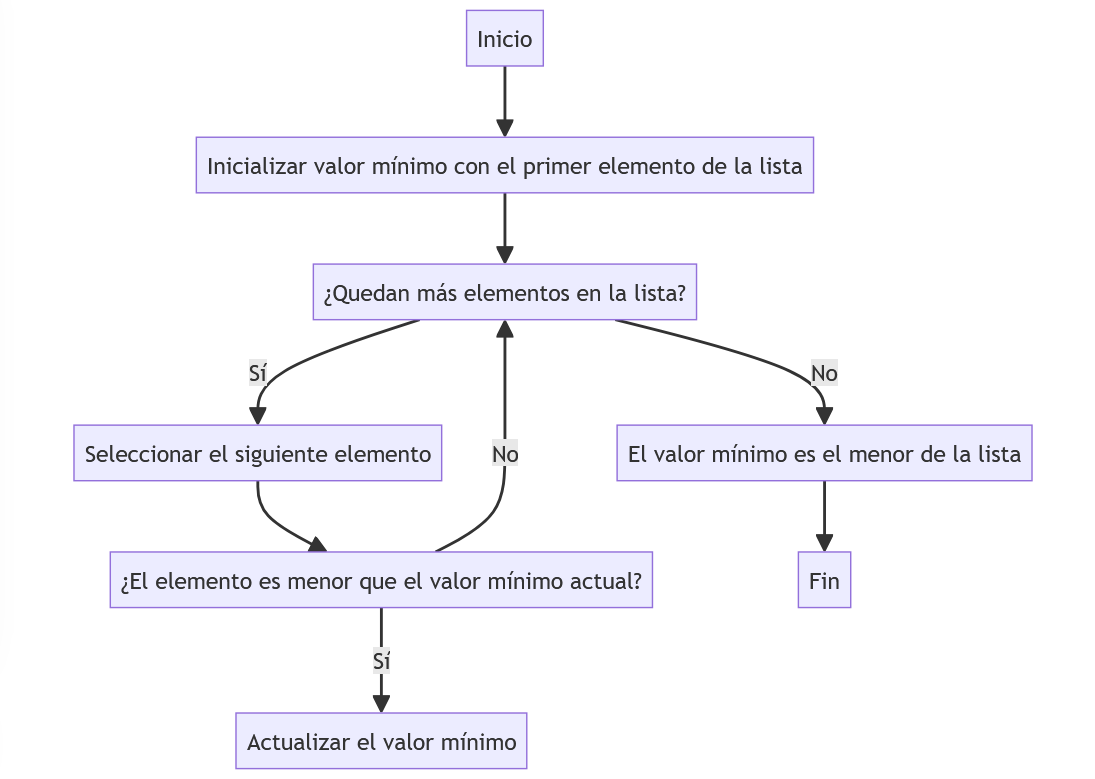 Inicio
Inicializar valor mínimo con el primer elemento de la lista
¿Quedan más elementos en la lista?
Sí
No
Seleccionar el siguiente elemento
No
El valor mínimo es el menor de la lista
¿El elemento es menor que el valor mínimo actual?
Fin
Sí
Actualizar el valor mínimo